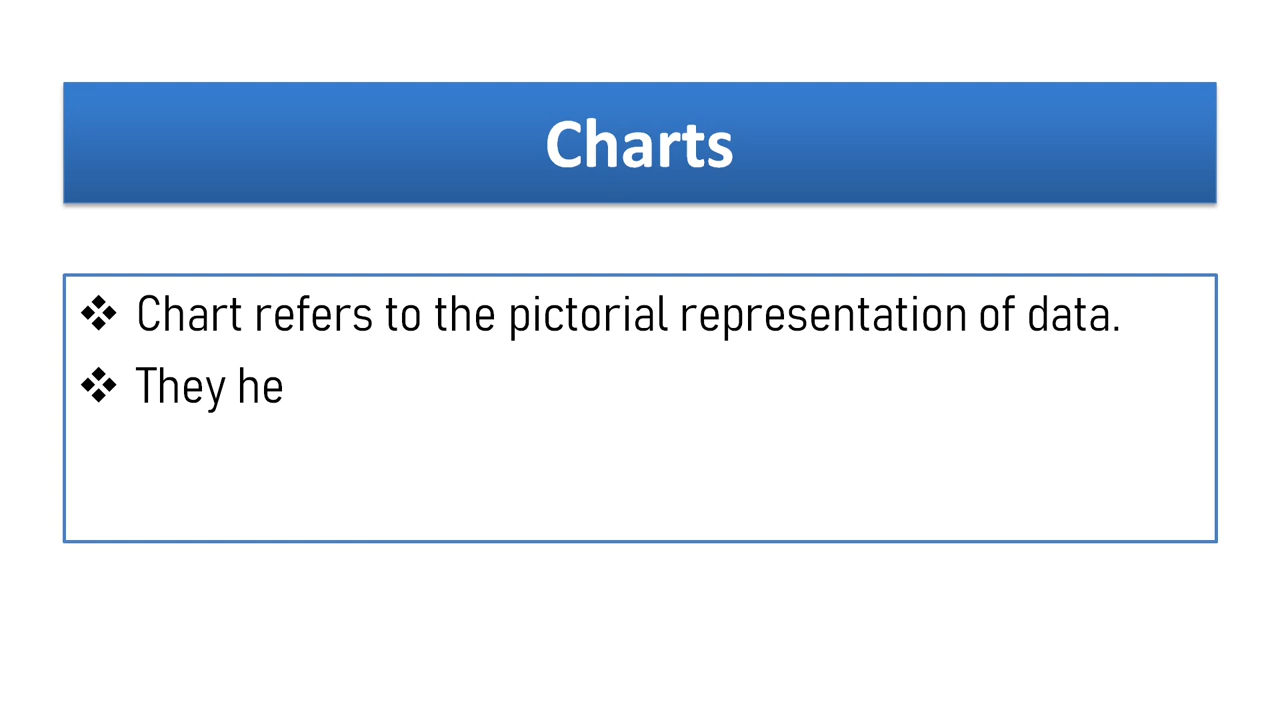 Charts
❖ Chart refers to the pictorial representation of data.
❖ They he